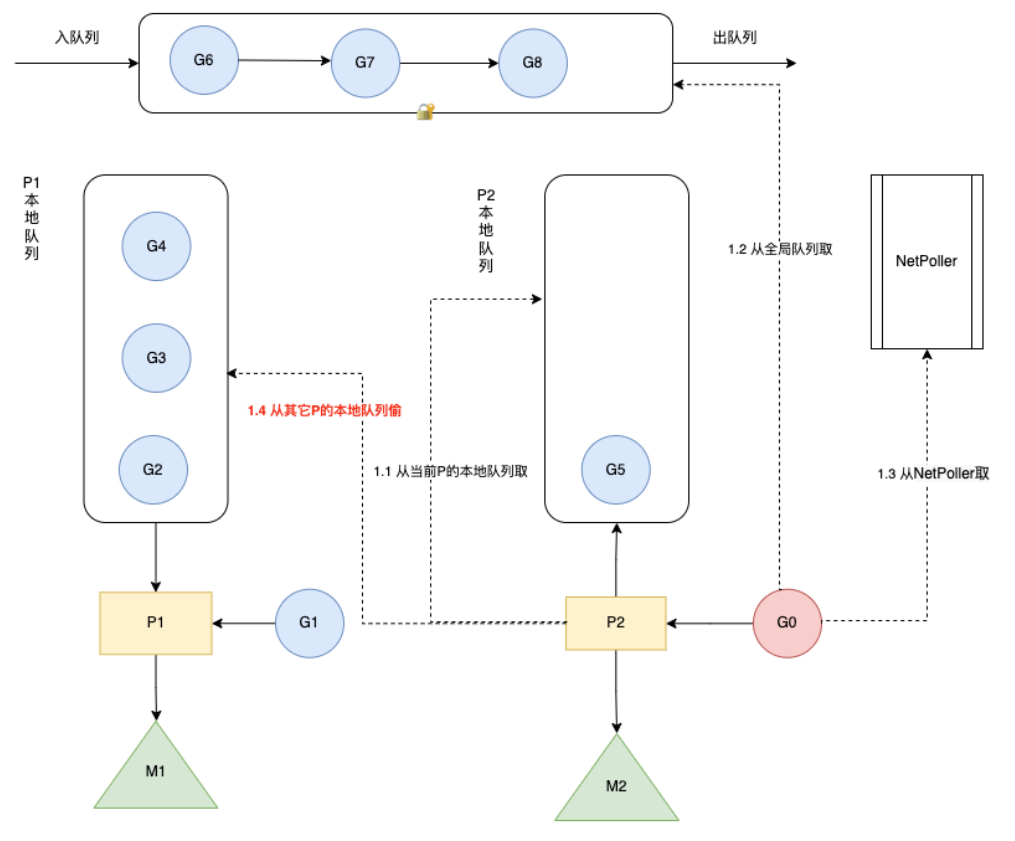 入队列
出队列
G6
G7
G8
P1
本
地
队
列
P2
本
地
队
列
G4
G3
G2
G5
1.2 从全局队列取
NetPoller
1.4 从其它P的本地队列偷
1.1 从当前P的本地队列取
1.3 从NetPoller取
P1
G1
P2
G0
M1
M2